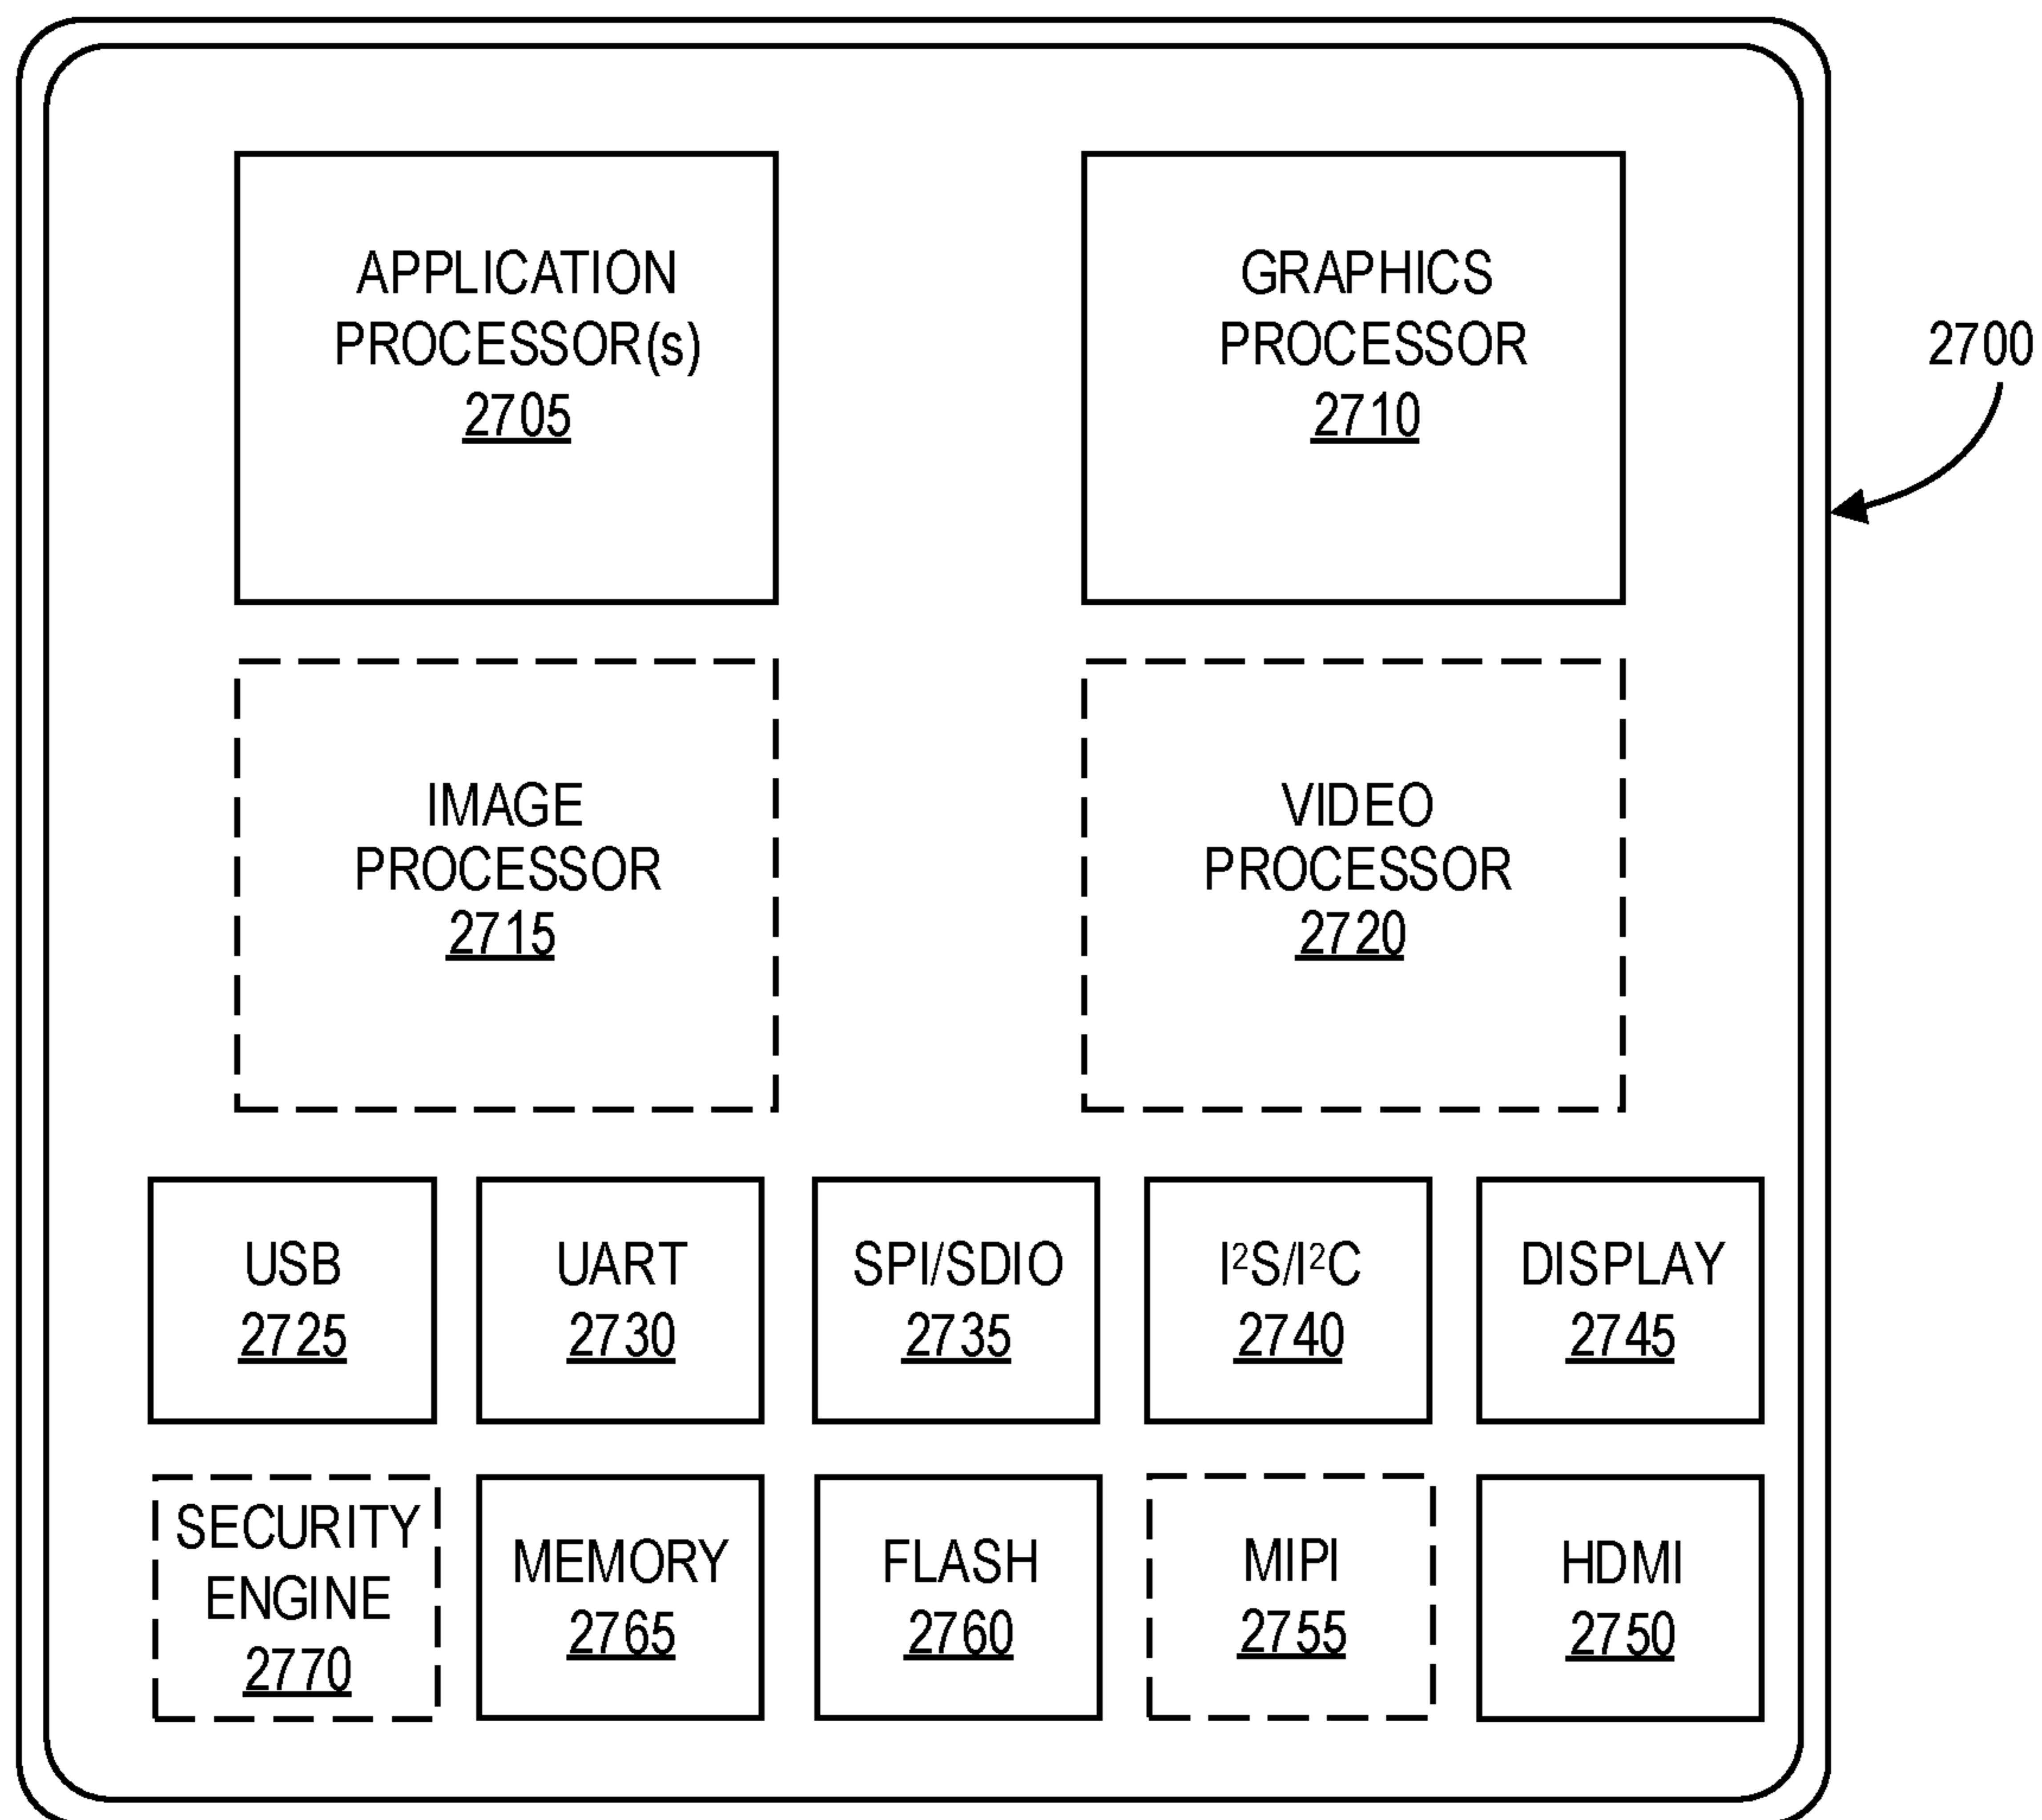 APPLICATION
PROCESSOR(s)
2705
GRAPHICS
PROCESSOR
2710
2700
IMAGE
PROCESSOR
2715
VIDEO
PROCESSOR
2720
USB
2725
UART
2730
SPI/SDIO
2735
I²S/I²C
2740
DISPLAY
2745
SECURITY
ENGINE
2770
MEMORY
2765
FLASH
2760
MIPI
2755
HDMI
2750